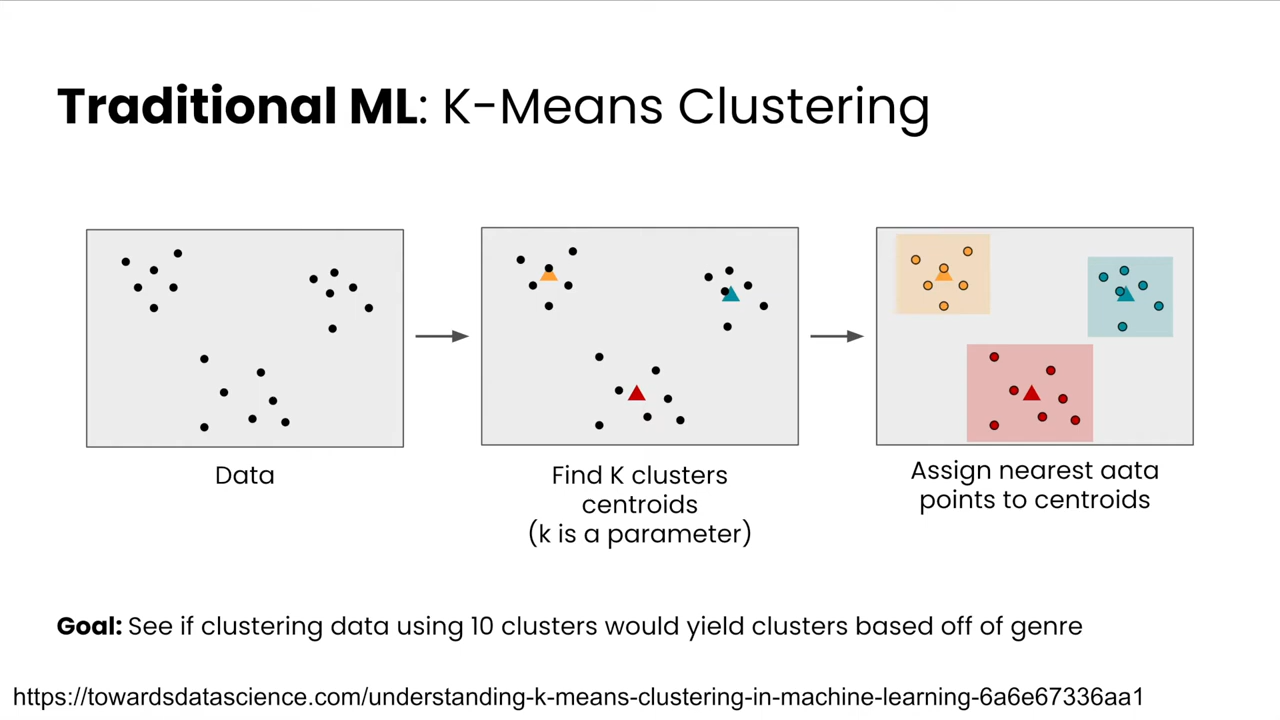 Traditional ML: K-Means Clustering
Data
Find K clusters
centroids
(k is a parameter)
Assign nearest aata
points to centroids
Goal: See if clustering data using 10 clusters would yield clusters based off of genre
https://towardsdatascience.com/understanding-k-means-clustering-in-machine-learning-6a6e67336aa1